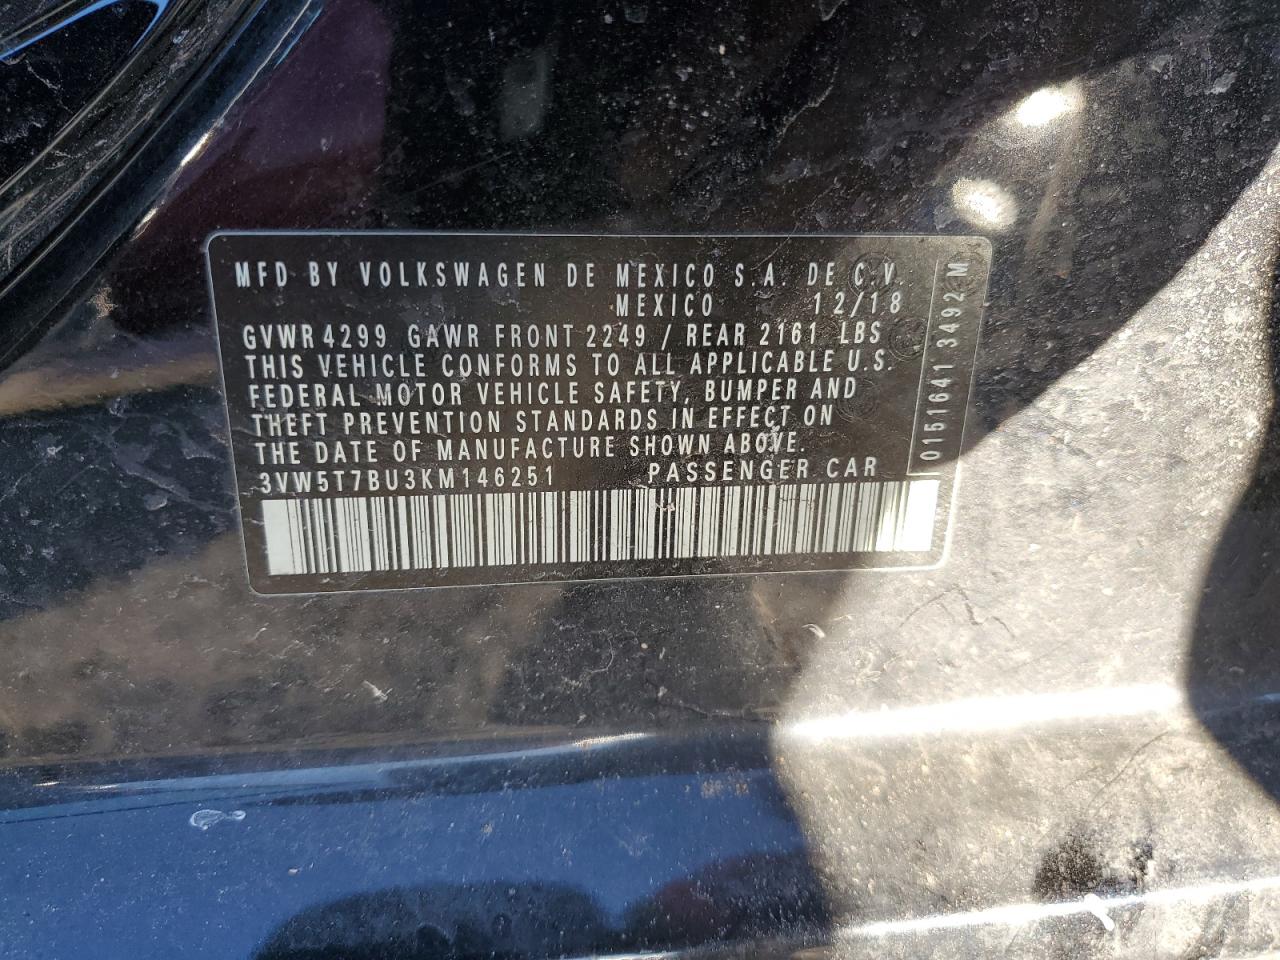 MFD BY VOLKSWAGEN DE MEXICO S.A. DE C.V.
MEXICO 12/18
GVWR 4299 GAWR FRONT 2249 / REAR 2161 LBS
THIS VEHICLE CONFORMS TO ALL APPLICABLE U.S.
FEDERAL MOTOR VEHICLE SAFETY, BUMPER AND
THEFT PREVENTION STANDARDS IN EFFECT ON
THE DATE OF MANUFACTURE SHOWN ABOVE.
3VW5T7BU3KM146251 PASSENGER CAR
0151641 3492 M